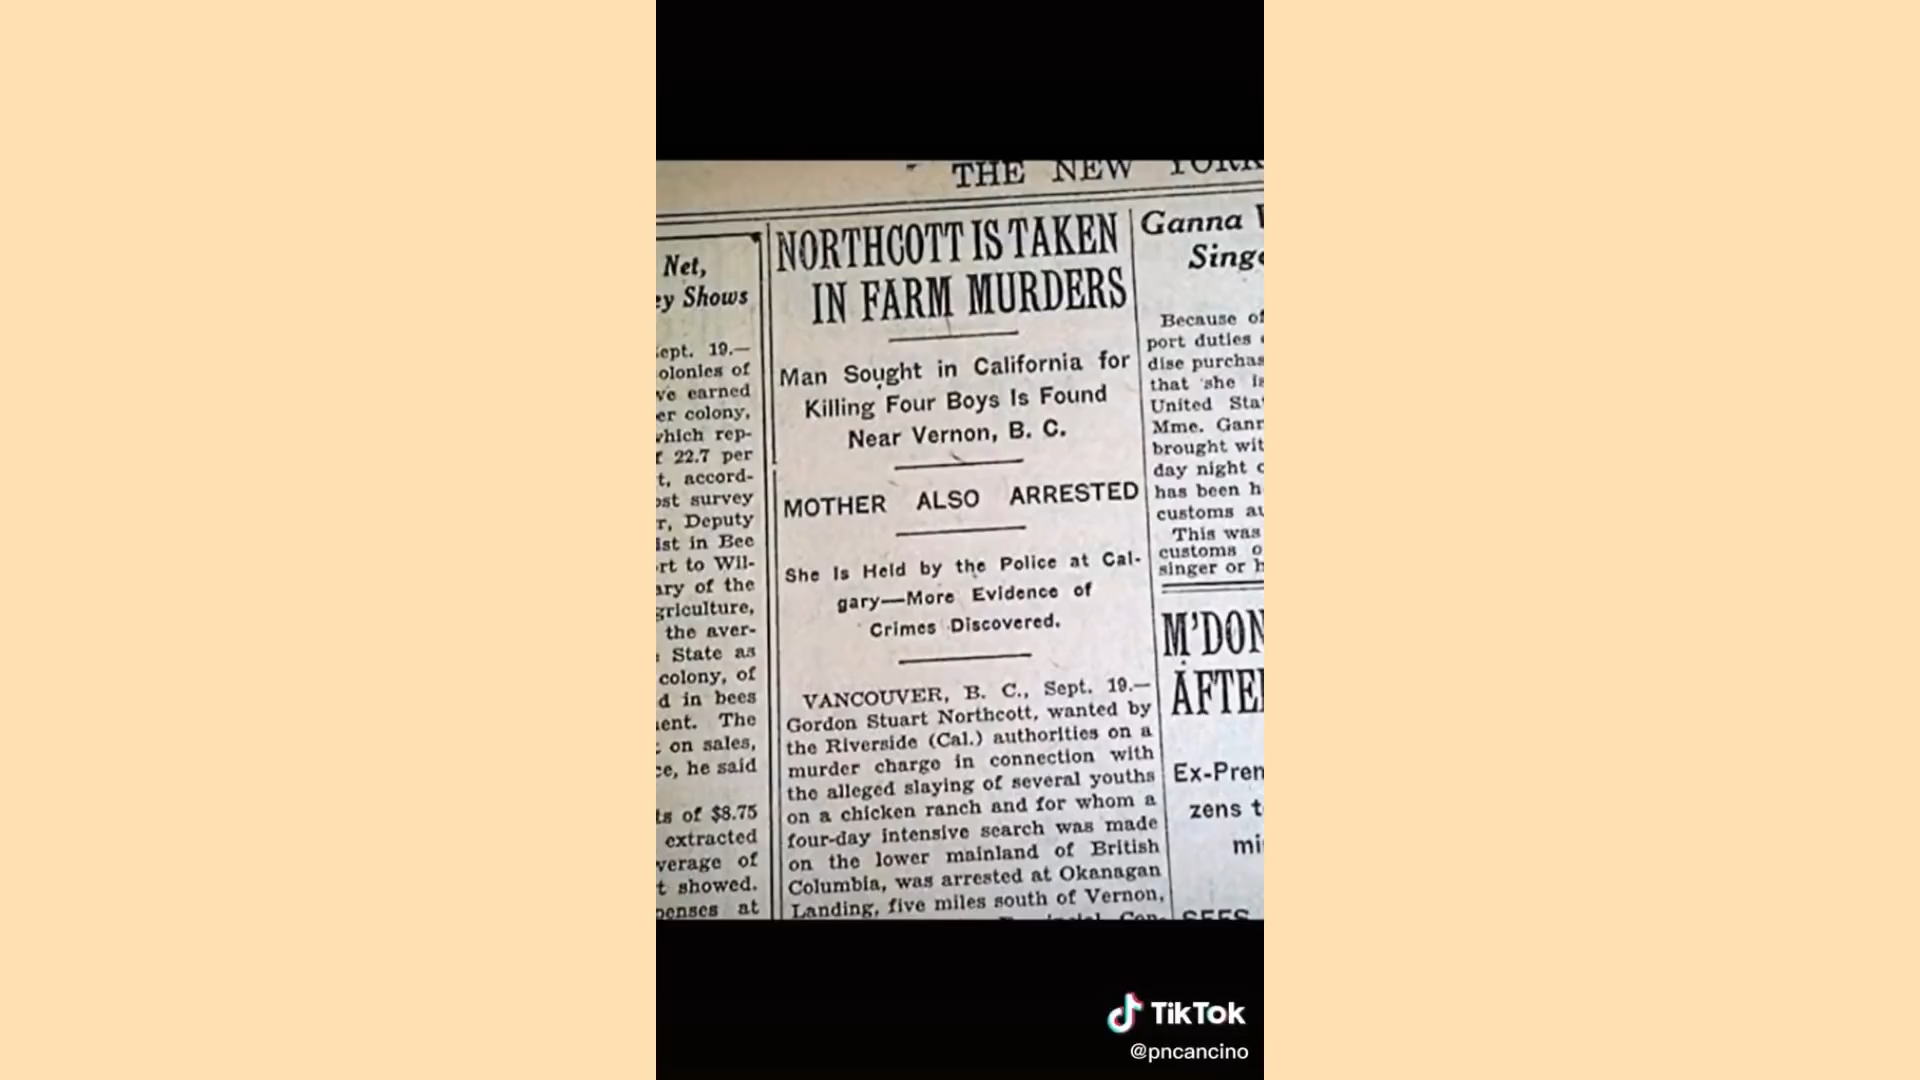 THE NEW YORK
Net,
ey Shows
Sept. 19.—
olonies of
ve earned
er colony,
which rep-
f 22.7 per
t, accord-
ost survey
r, Deputy
ist in Bee
rt to Wil-
ary of the
griculture,
the aver-
State as
colony, of
d in bees
ent. The
on sales,
ce, he said
ts of $8.75
extracted
verage of
t showed.
penses at
NORTHCOTT IS TAKEN
IN FARM MURDERS
Man Sought in California for
Killing Four Boys Is Found
Near Vernon, B. C.
MOTHER ALSO ARRESTED
She Is Held by the Police at Cal-
gary—More Evidence of
Crimes Discovered.
VANCOUVER, B. C., Sept. 19.—
Gordon Stuart Northcott, wanted by
the Riverside (Cal.) authorities on a
murder charge in connection with
the alleged slaying of several youths
on a chicken ranch and for whom a
four-day intensive search was made
on the lower mainland of British
Columbia, was arrested at Okanagan
Landing, five miles south of Vernon,
Ganna
Singe
Because of
port duties
dise purchas
that she is
United Sta
Mme. Gann
brought wit
day night
has been h
customs au
This was
customs o
singer or h
M'DON
AFTE
Ex-Prem
zens t
mi
SEES
TikTok
@pncancino